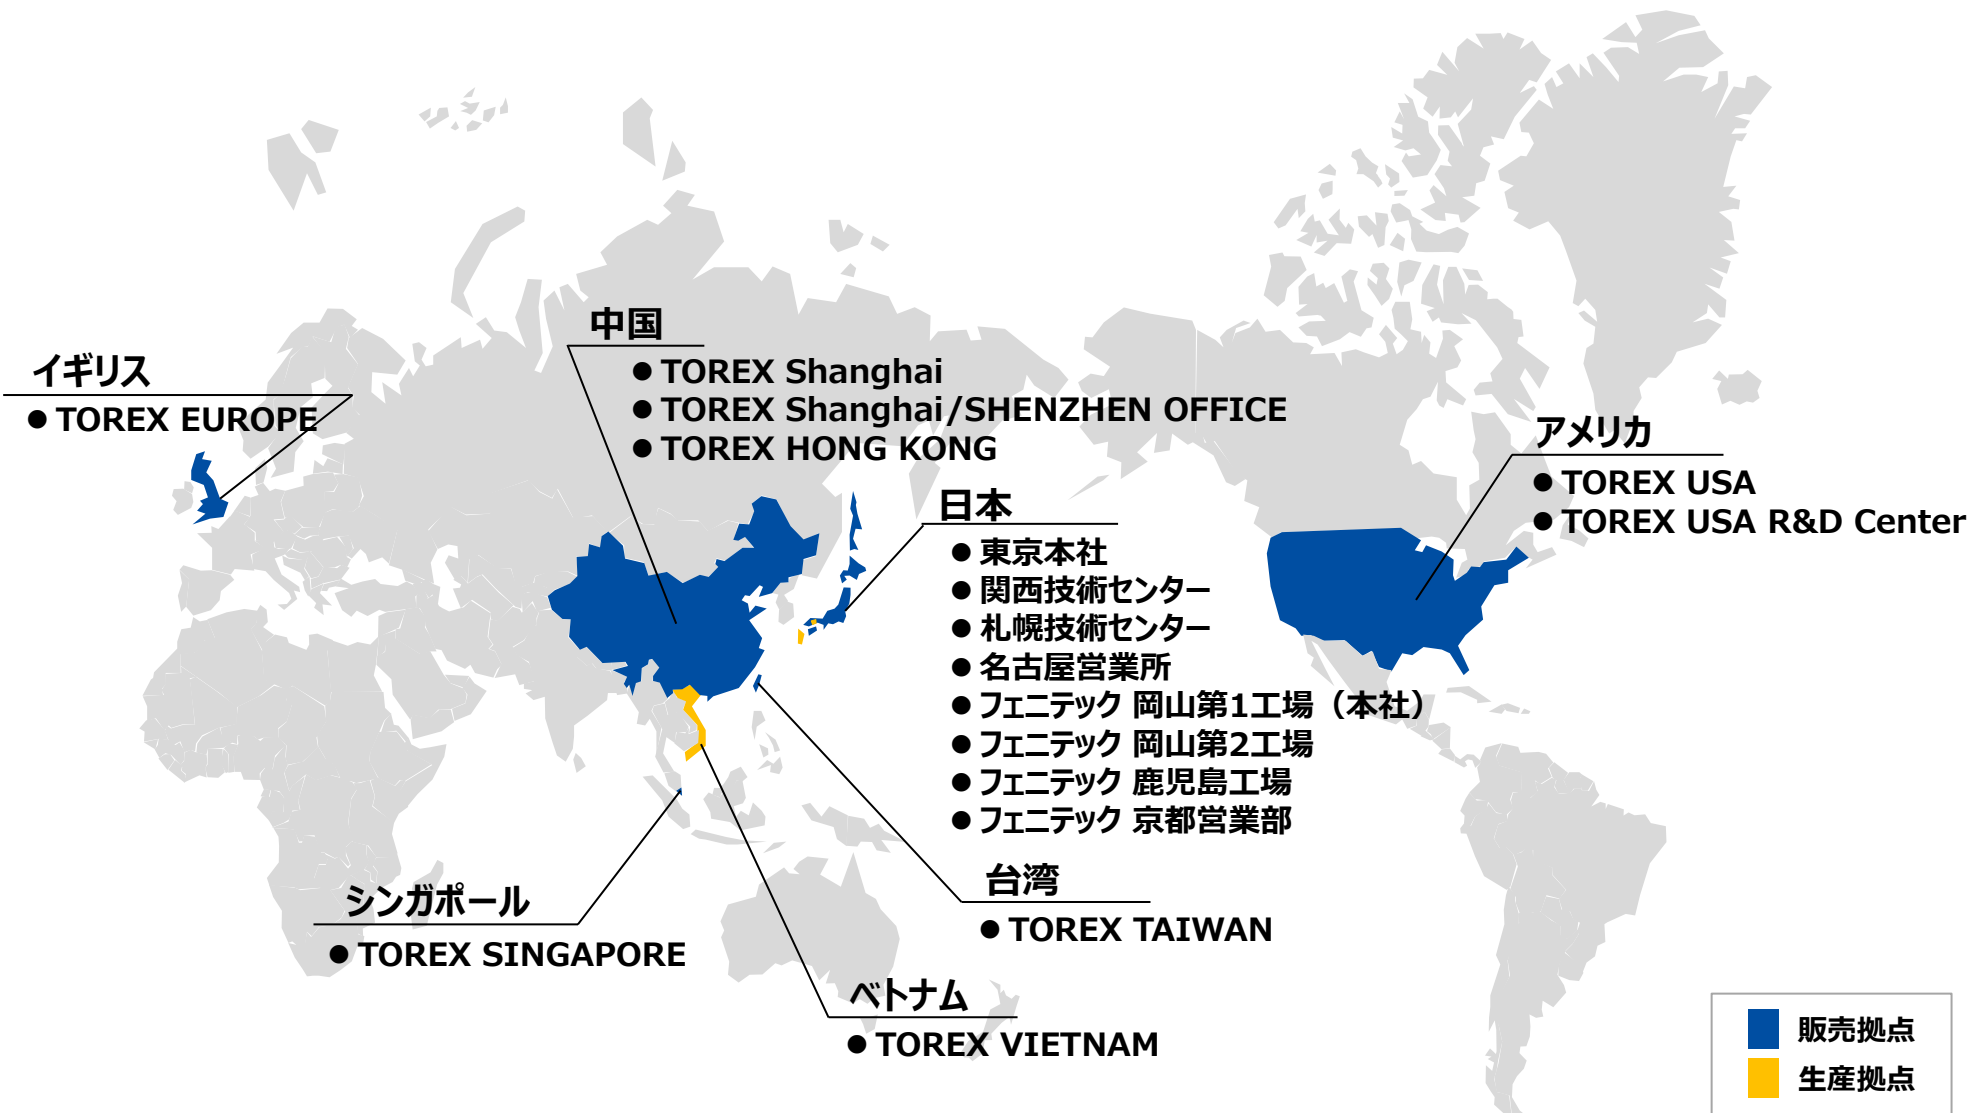 中国
● TOREX Shanghai
● TOREX Shanghai/SHENZHEN OFFICE
● TOREX HONG KONG
イギリス
● TOREX EUROPE
アメリカ
● TOREX USA
● TOREX USA R&D Center
日本
● 東京本社
● 関西技術センター
● 札幌技術センター
● 名古屋営業所
● フェニテック 岡山第1工場（本社）
● フェニテック 岡山第2工場
● フェニテック 鹿児島工場
● フェニテック 京都営業部
台湾
● TOREX TAIWAN
シンガポール
● TOREX SINGAPORE
ベトナム
● TOREX VIETNAM
販売拠点
生産拠点